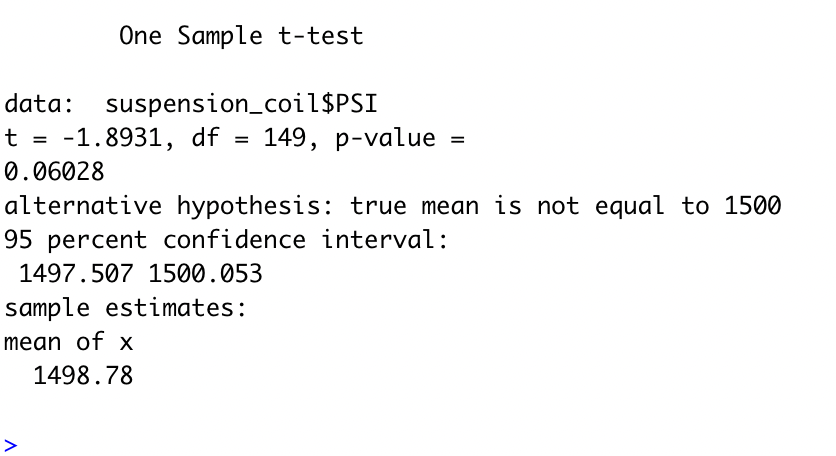 One Sample t-test
data:  suspension_coil$PSI
t = -1.8931, df = 149, p-value =
0.06028
alternative hypothesis: true mean is not equal to 1500
95 percent confidence interval:
 1497.507 1500.053
sample estimates:
mean of x
  1498.78
>